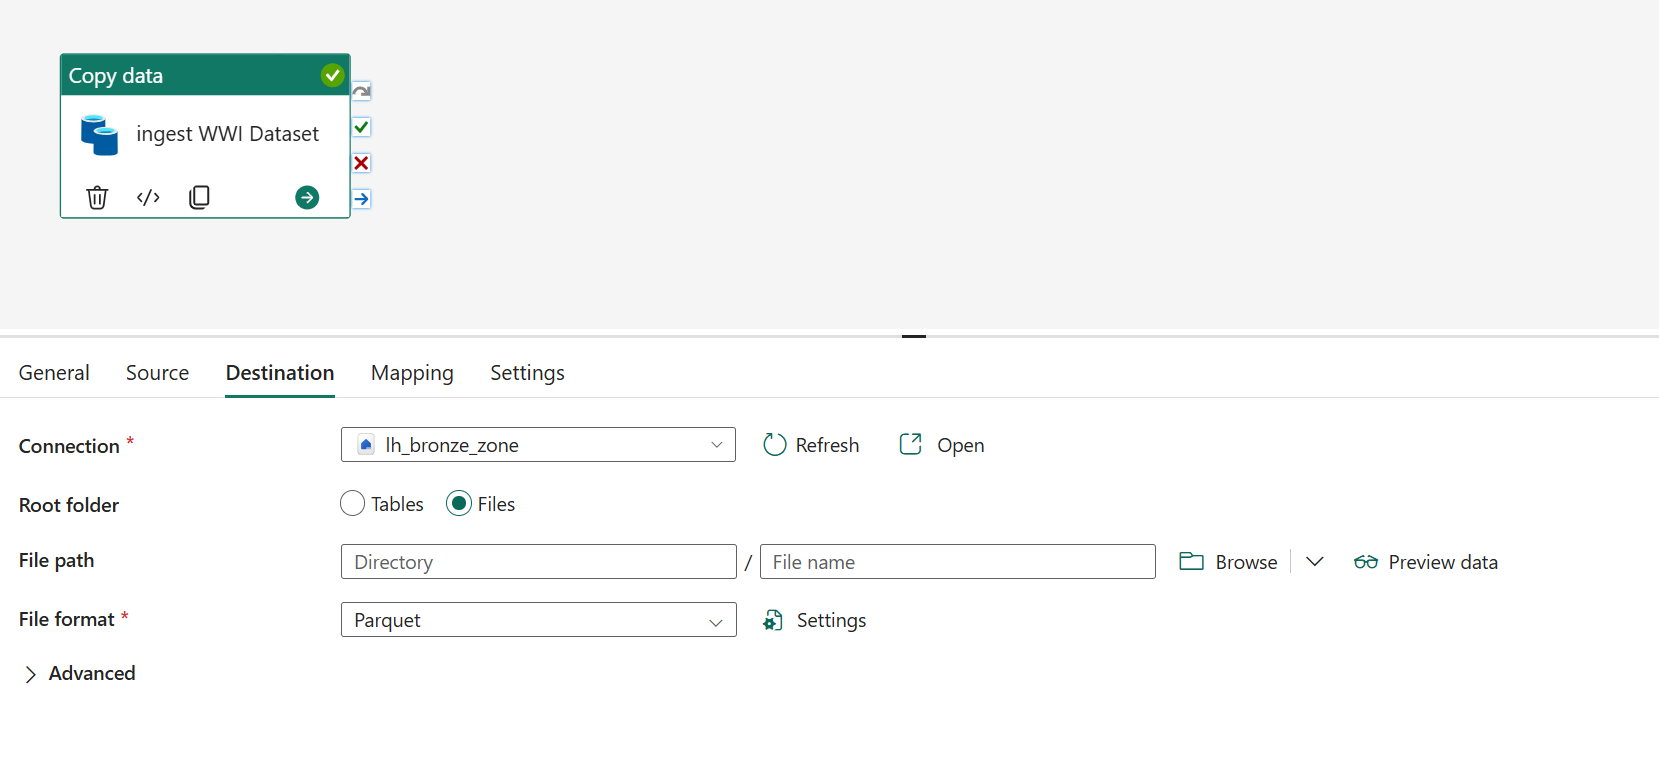 Copy data
ingest WWI Dataset
General Source Destination Mapping Settings
Connection * lh_bronze_zone Refresh Open
Root folder Tables Files
File path Directory / File name Browse Preview data
File format * Parquet Settings
Advanced